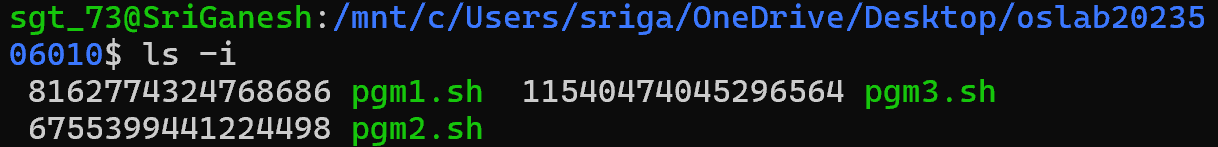 sgt_73@SriGanesh:/mnt/c/Users/sriga/OneDrive/Desktop/oslab20235
06010$ ls -i
8162774324768686 pgm1.sh  11540474045296564 pgm3.sh
6755399441224498 pgm2.sh